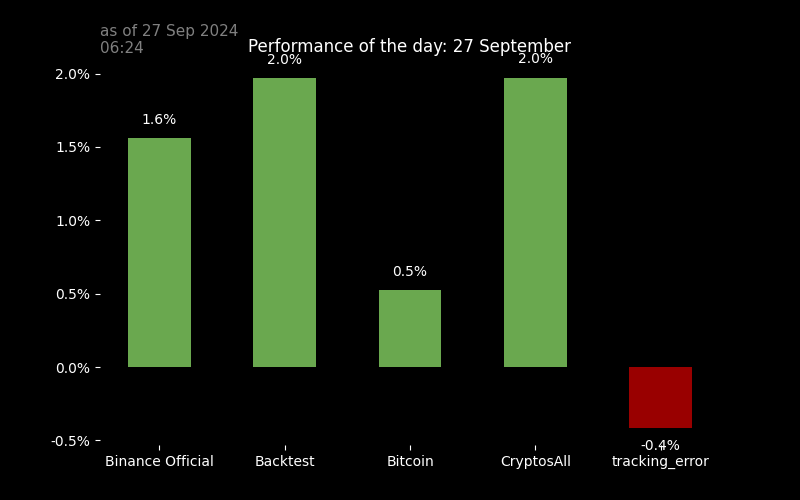 as of 27 Sep 2024
06:24
Performance of the day: 27 September
2.0%
2.0%
2.0%
1.6%
1.5%
1.0%
0.5%
0.5%
0.0%
-0.4%
-0.5%
Binance Official
Backtest
Bitcoin
CryptosAll
tracking_error